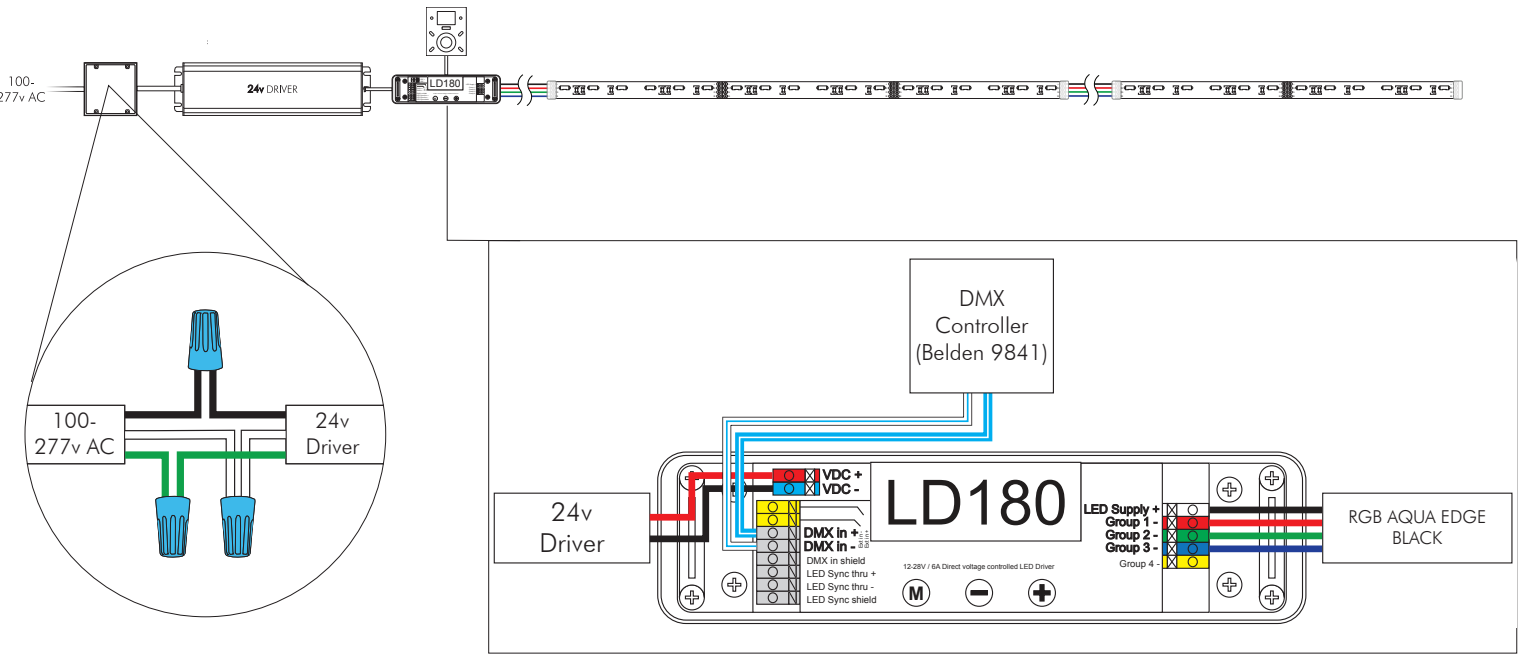 100-
277v AC
24v DRIVER
LD180
100-
277v AC
24v
Driver
DMX
Controller
(Belden 9841)
24v
Driver
VDC +
VDC -
DMX in +
DMX in -
DMX in shield
LED Sync thru +
LED Sync thru -
LED Sync shield
LD180
12-28V / 6A Direct voltage controlled LED Driver
M
LED Supply +
Group 1 -
Group 2 -
Group 3 -
Group 4 -
RGB AQUA EDGE
BLACK